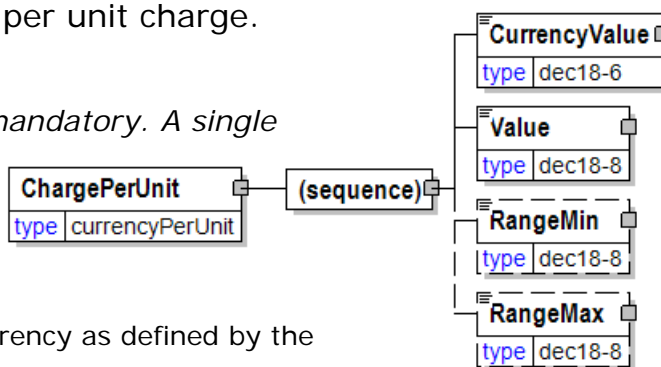 per unit charge.
CurrencyValue
type dec18-6
mandatory. A single
Value
type dec18-8
ChargePerUnit
type currencyPerUnit
(sequence)
RangeMin
type dec18-8
RangeMax
type dec18-8
rrency as defined by the